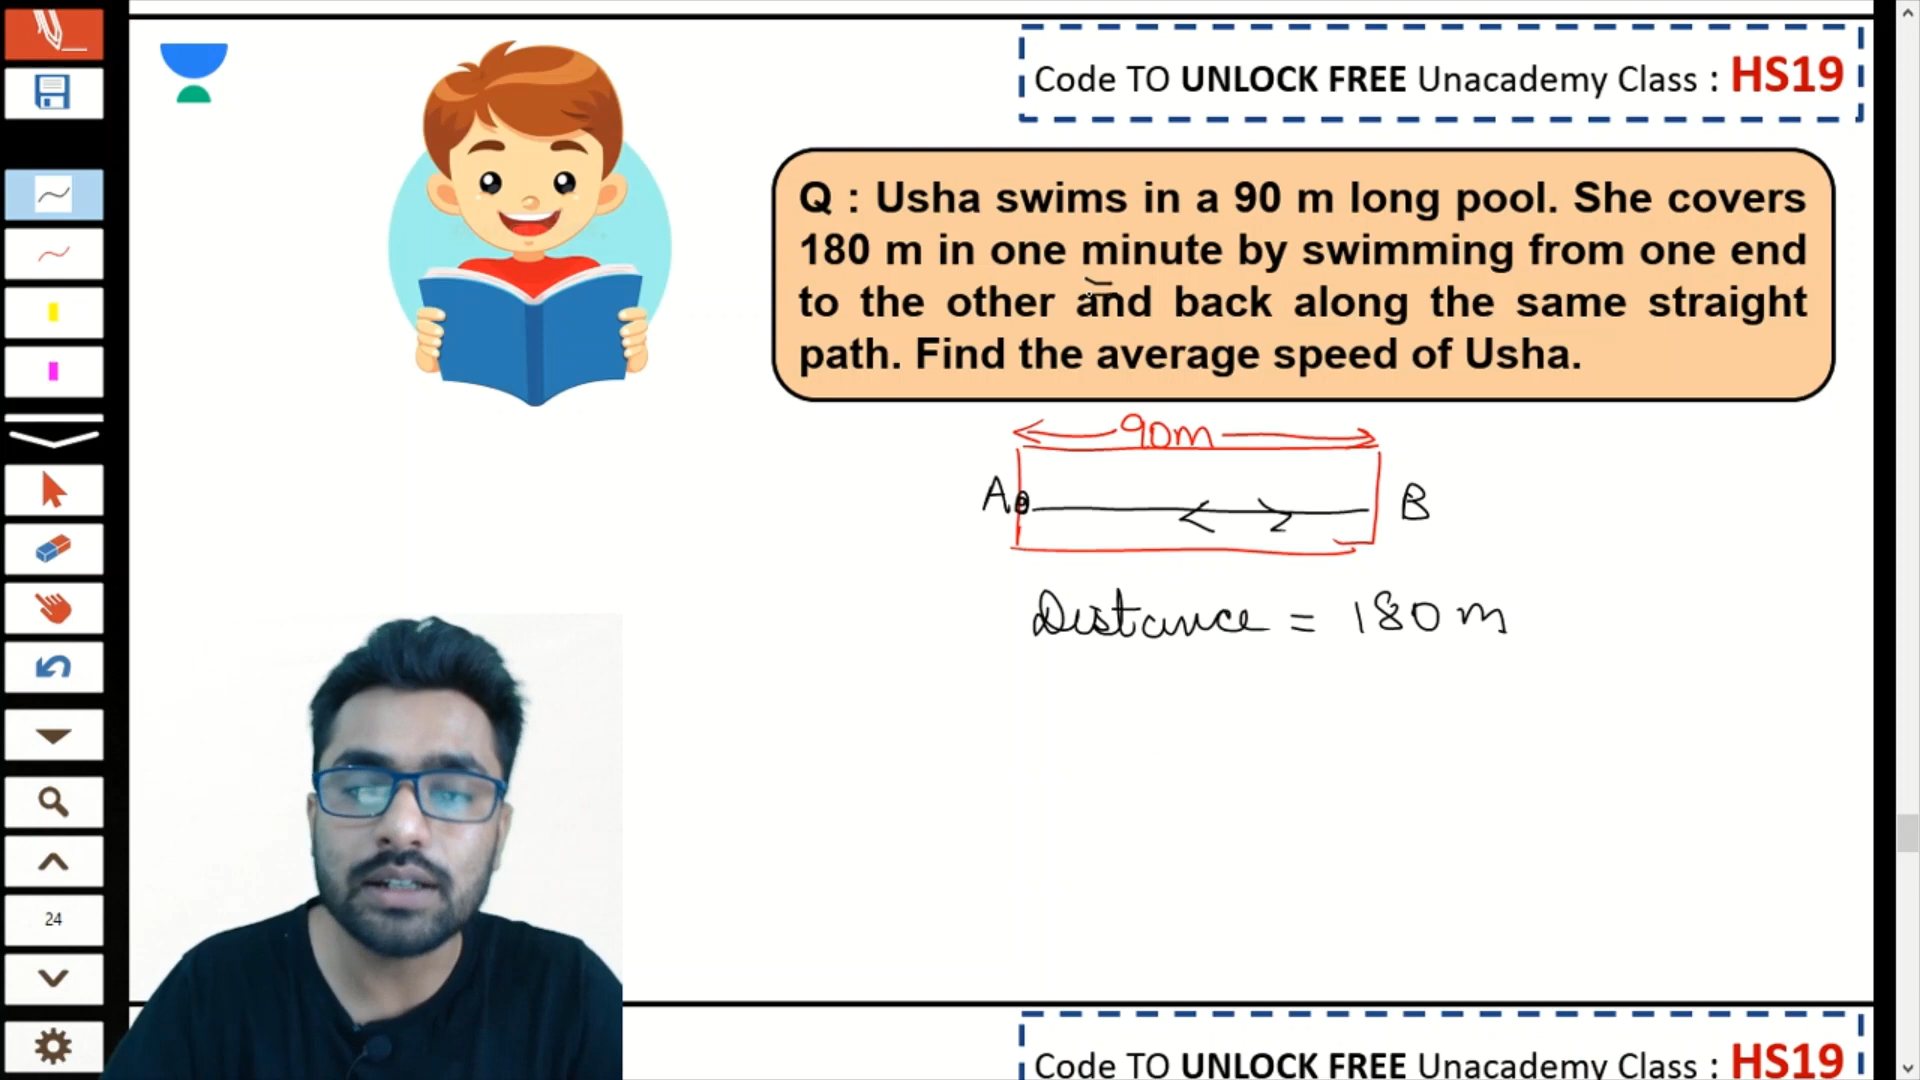 Code TO UNLOCK FREE Unacademy Class : HS19
Q : Usha swims in a 90 m long pool. She covers
180 m in one minute by swimming from one end
to the other and back along the same straight
path. Find the average speed of Usha.
90m
A
B
Distance = 180 m
24
Code TO UNLOCK FREE Unacademy Class : HS19